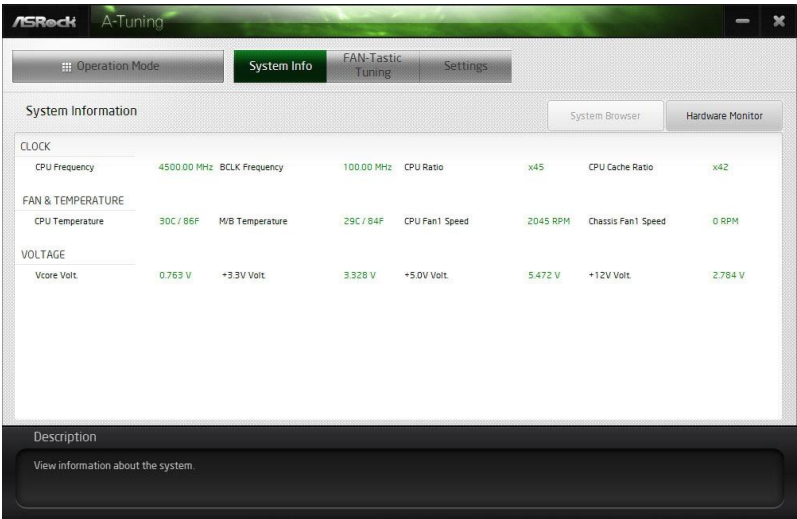 ASRock A-Tuning
Operation Mode System Info FAN-Tastic Tuning Settings
System Information System Browser Hardware Monitor
CLOCK
CPU Frequency 4500.00 MHz BCLK Frequency 100.00 MHz CPU Ratio x45 CPU Cache Ratio x42
FAN & TEMPERATURE
CPU Temperature 30C / 86F M/B Temperature 29C / 84F CPU Fan1 Speed 2045 RPM Chassis Fan1 Speed 0 RPM
VOLTAGE
Vcore Volt. 0.763 V +3.3V Volt. 3.328 V +5.0V Volt. 5.472 V +12V Volt. 2.784 V
Description
View information about the system.